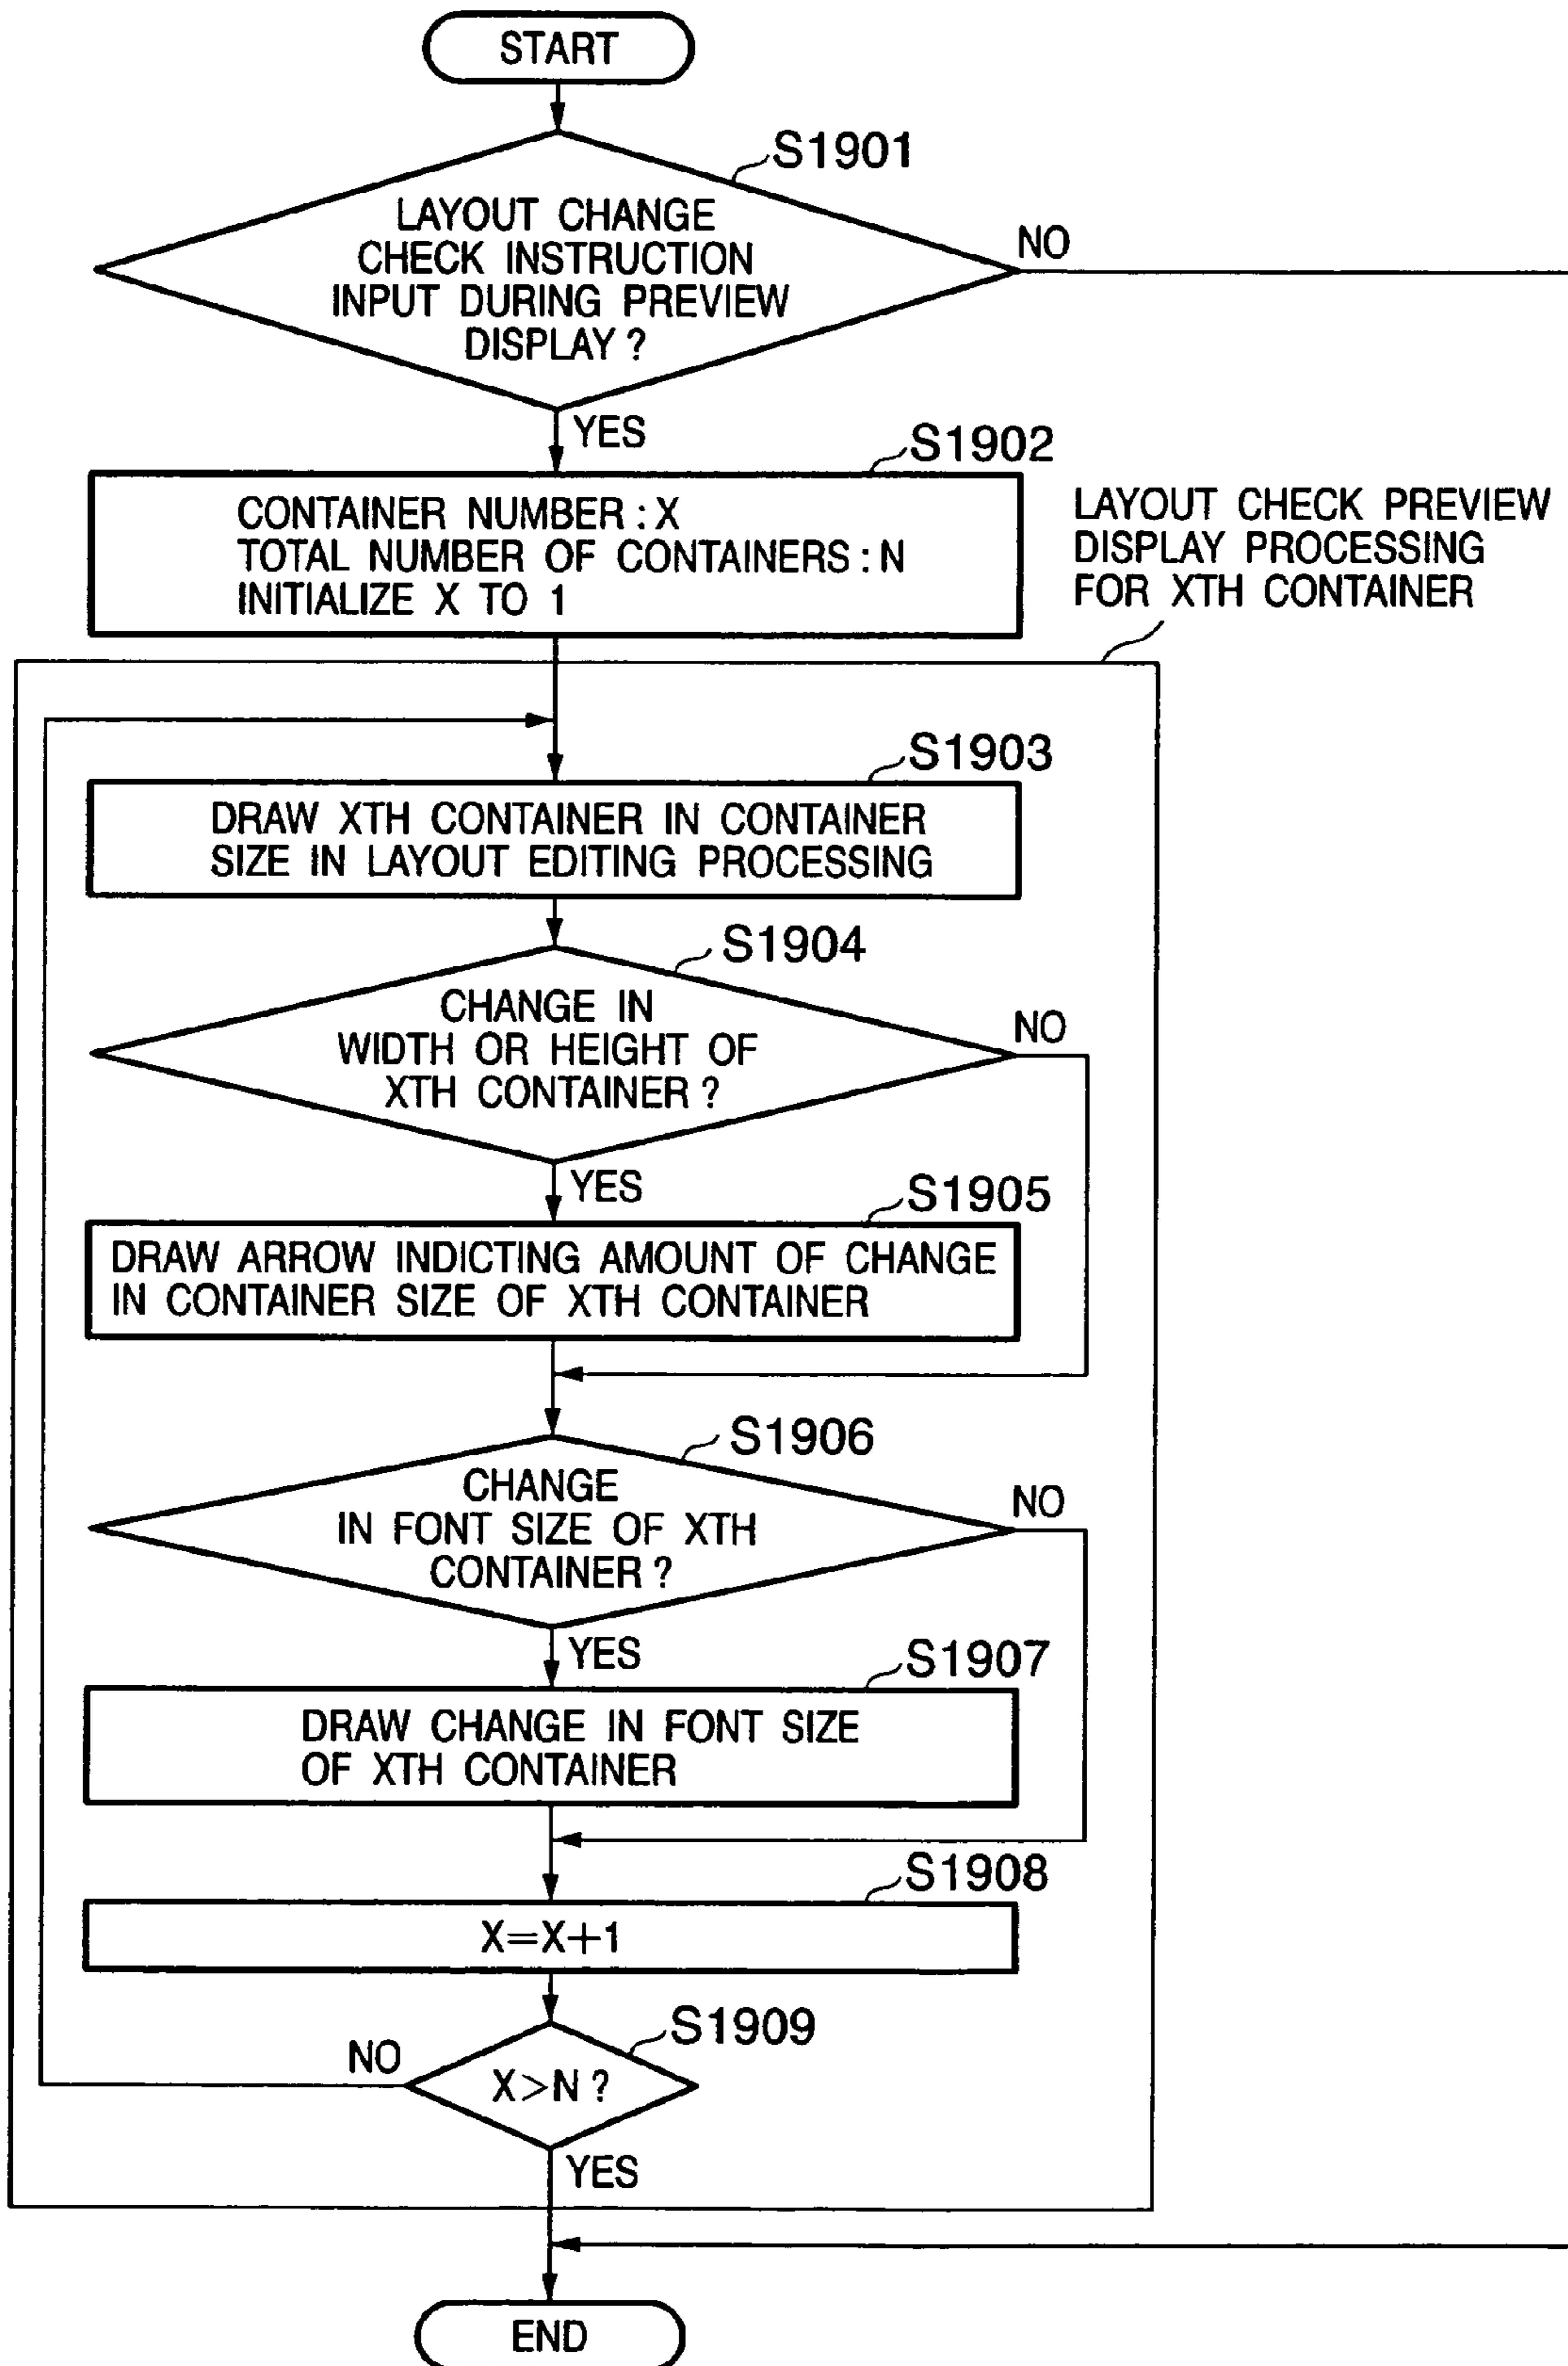 START
S1901
LAYOUT CHANGE
CHECK INSTRUCTION
INPUT DURING PREVIEW
DISPLAY ?
NO
YES
S1902
CONTAINER NUMBER : X
TOTAL NUMBER OF CONTAINERS : N
INITIALIZE X TO 1
LAYOUT CHECK PREVIEW
DISPLAY PROCESSING
FOR XTH CONTAINER
S1903
DRAW XTH CONTAINER IN CONTAINER
SIZE IN LAYOUT EDITING PROCESSING
S1904
CHANGE IN
WIDTH OR HEIGHT OF
XTH CONTAINER ?
NO
YES
S1905
DRAW ARROW INDICTING AMOUNT OF CHANGE
IN CONTAINER SIZE OF XTH CONTAINER
S1906
CHANGE
IN FONT SIZE OF XTH
CONTAINER ?
NO
YES
S1907
DRAW CHANGE IN FONT SIZE
OF XTH CONTAINER
S1908
X=X+1
S1909
NO
X>N ?
YES
END